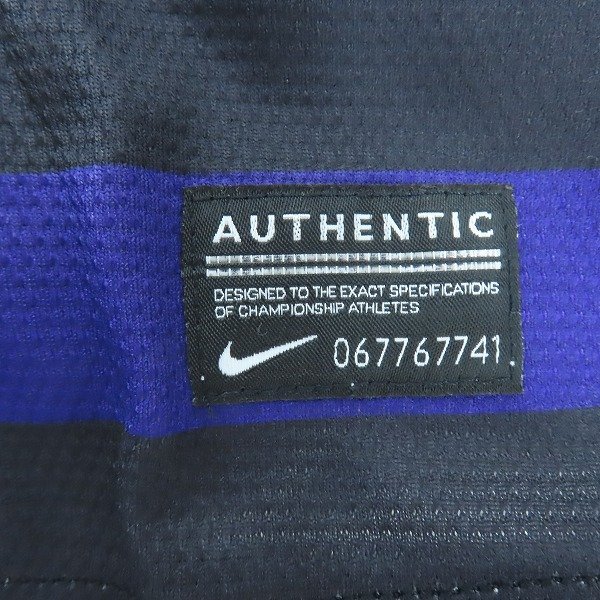 AUTHENTIC
DESIGNED TO THE EXACT SPECIFICATIONS
OF CHAMPIONSHIP ATHLETES
067767741